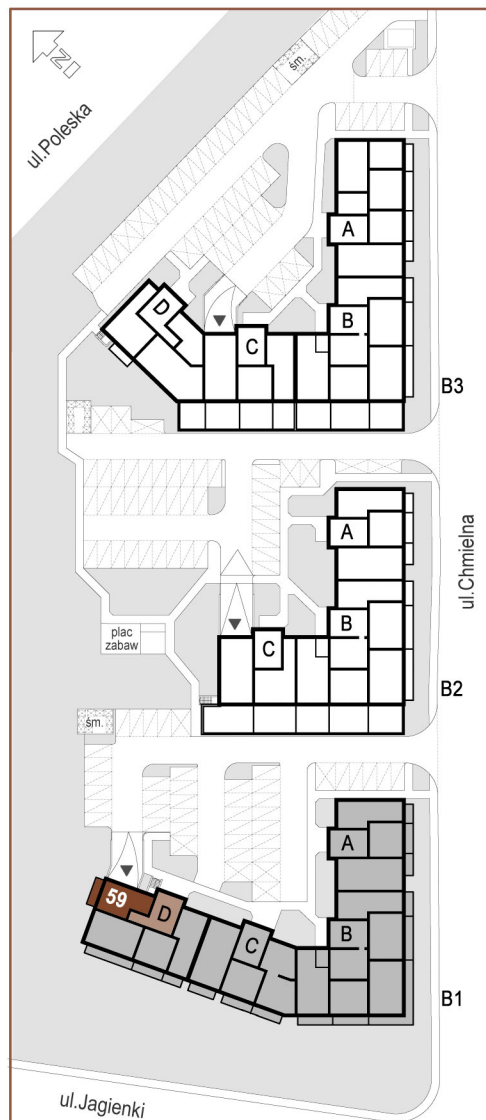 N
ul.Poleska
śm.
A
D
B
C
B3
A
ul.Chmielna
B
C
plac
zabaw
B2
śm.
A
59
D
B
C
B1
ul.Jagienki